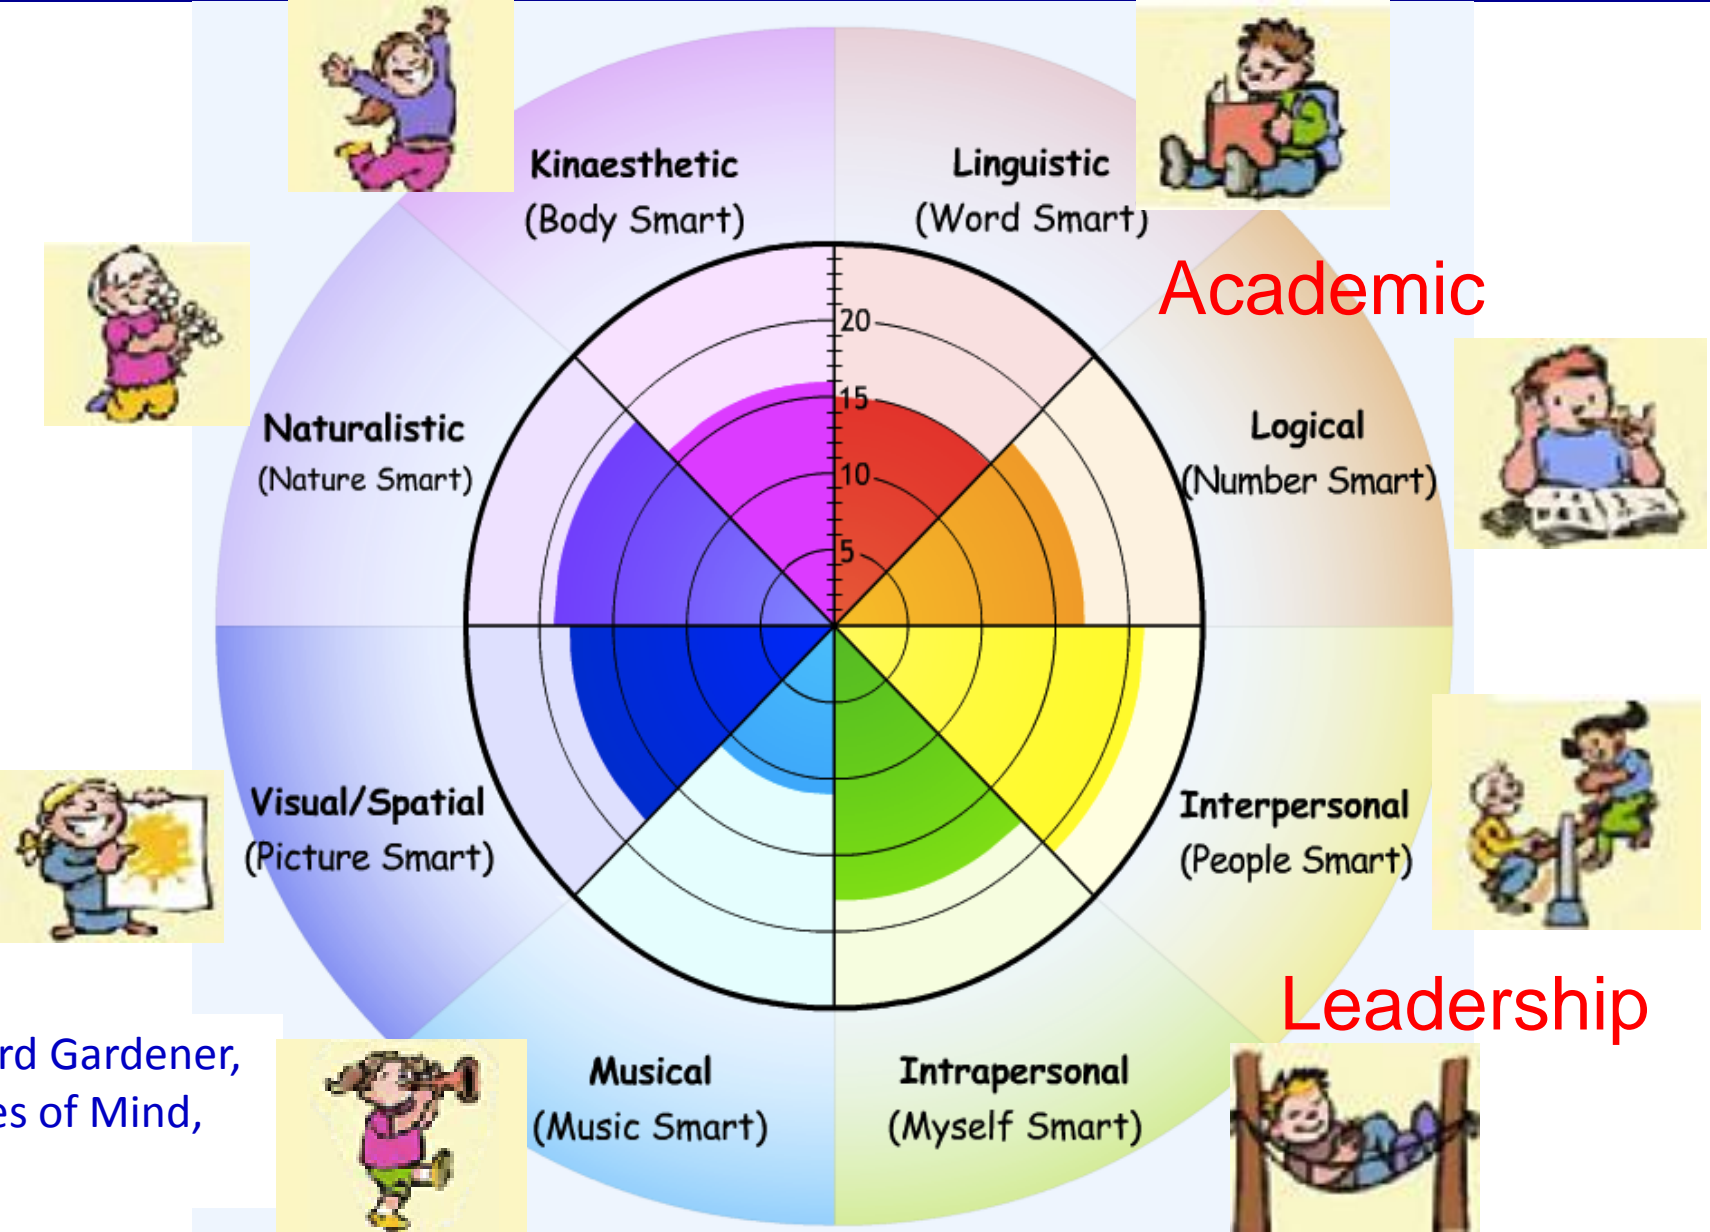 Kinaesthetic
(Body Smart)
Linguistic
(Word Smart)
Academic
20
15
10
5
Naturalistic
(Nature Smart)
Logical
(Number Smart)
Visual/Spatial
(Picture Smart)
Interpersonal
(People Smart)
Leadership
rd Gardener,
es of Mind,
Musical
(Music Smart)
Intrapersonal
(Myself Smart)